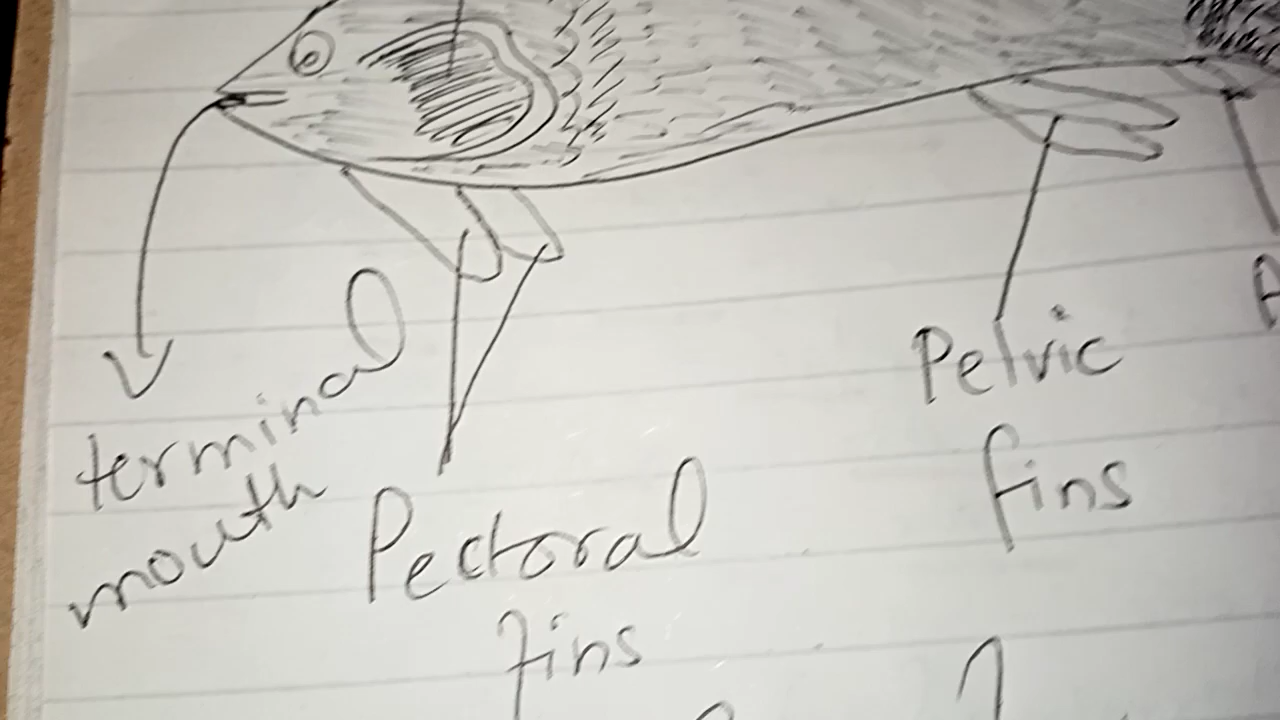 terminal
mouth
Pectoral
fins
Pelvic
fins